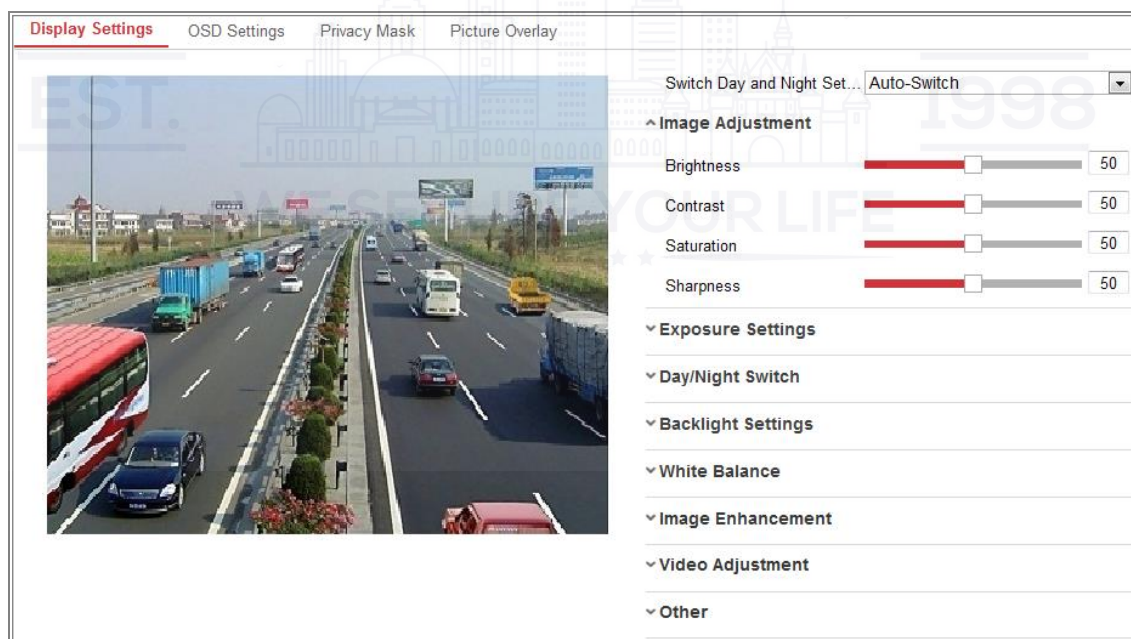 Display Settings OSD Settings Privacy Mask Picture Overlay
EST. 1998
WE SECURE YOUR LIFE
Switch Day and Night Set... Auto-Switch
Image Adjustment
Brightness 50
Contrast 50
Saturation 50
Sharpness 50
Exposure Settings
Day/Night Switch
Backlight Settings
White Balance
Image Enhancement
Video Adjustment
Other